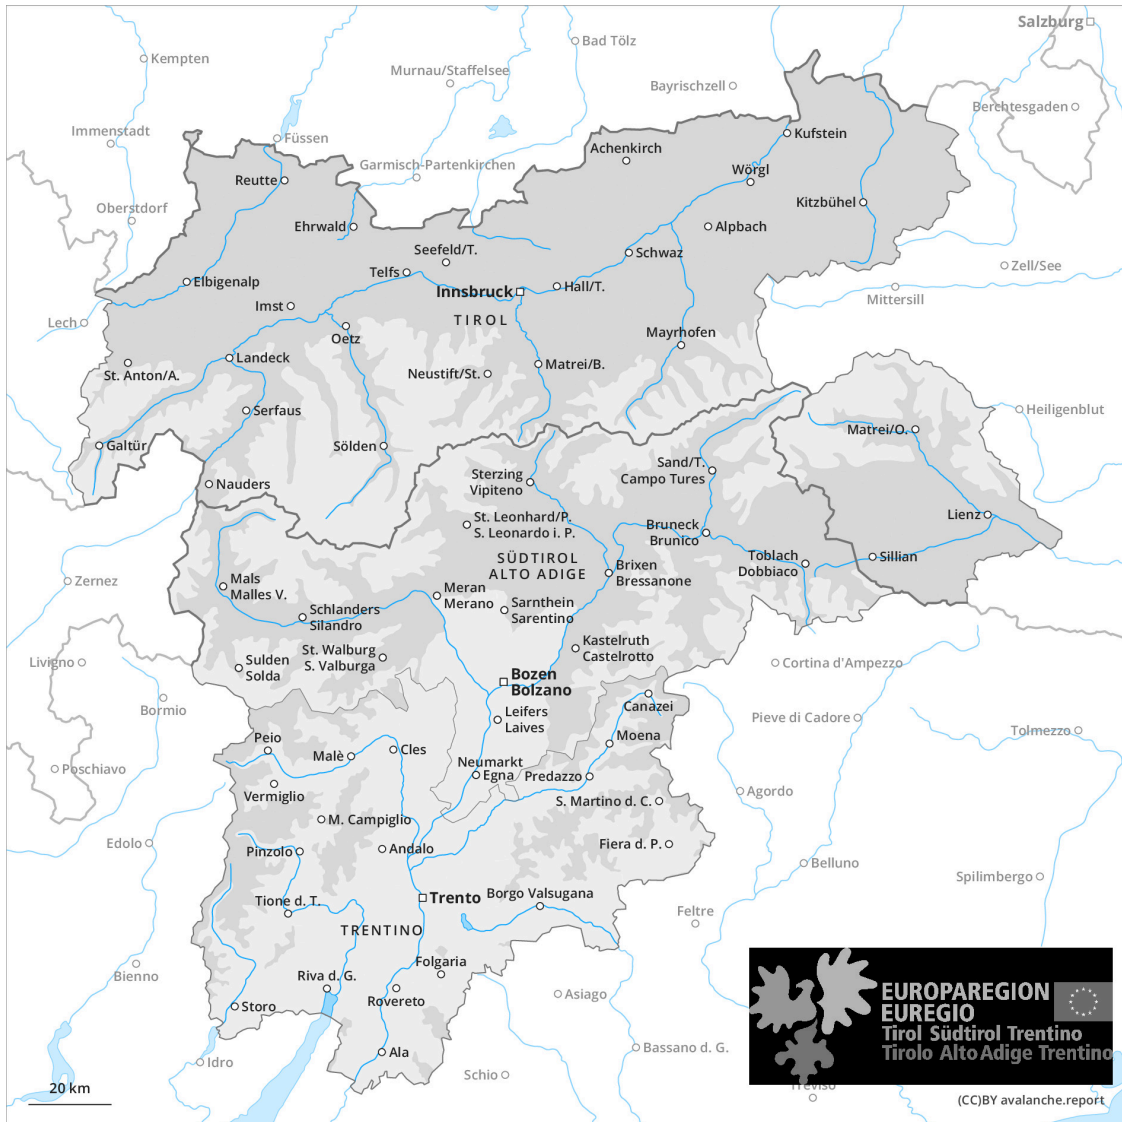 Salzburg
Bad Tölz
Kempten
Murnau/Staffelsee
Bayrischzell
Berchtesgaden
Immenstadt
Füssen
Kufstein
Achenkirch
Garmisch-Partenkirchen
Wörgl
Reutte
Kitzbühel
Oberstdorf
Ehrwald
Alpbach
Seefeld/T.
Schwaz
Zell/See
Telfs
Elbigenalp
Hall/T.
Innsbruck
Mittersill
Imst
TIROL
Lech
Oetz
Mayrhofen
Landeck
Matrei/B.
St. Anton/A.
Neustift/St.
Serfaus
Heiligenblut
Matrei/O.
Galtür
Sölden
Sand/T.
Campo Tures
Sterzing
Vipiteno
Nauders
Lienz
St. Leonhard/P.
S. Leonardo i. P.
Bruneck
Brunico
SÜDTIROL
ALTO ADIGE
Toblach
Dobbiaco
Sillian
Brixen
Bressanone
Zernez
Mals
Malles V.
Meran
Merano
Sarnthein
Sarentino
Schlanders
Silandro
Kastelruth
Castelrotto
St. Walburg
S. Valburga
Livigno
Sulden
Solda
Cortina d'Ampezzo
Bozen
Bolzano
Bormio
Canazei
Leifers
Laives
Pieve di Cadore
Tolmezzo
Peio
Moena
Malè
Cles
Neumarkt
Egna
Predazzo
Poschiavo
Vermiglio
Agordo
S. Martino d. C.
M. Campiglio
Edolo
Pinzolo
Andalo
Fiera d. P.
Belluno
Spilimbergo
Borgo Valsugana
Tione d. T.
Trento
Feltre
TRENTINO
Folgaria
Bienno
Riva d. G.
Rovereto
Asiago
Storo
EUROPAREGION
EUREGIO
Tirol Südtirol Trentino
Tirolo Alto Adige Trentino
Ala
Idro
Bassano d. G.
Schio
Treviso
20 km
(CC)BY avalanche.report